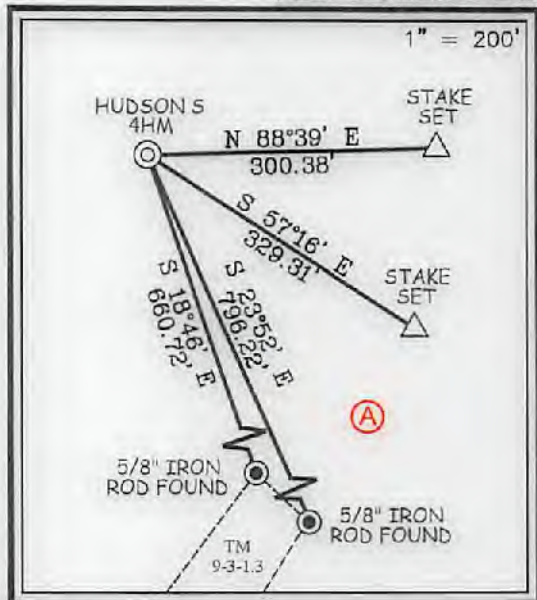 1" = 200'
HUDSON S
4HM
STAKE
SET
N 88°39' E
300.38'
S 57°16' E
329.31'
STAKE
SET
S 23°52' E
796.22'
S 18°46' E
660.72'
A
5/8" IRON
ROD FOUND
5/8" IRON
ROD FOUND
TM
9-3-1.3